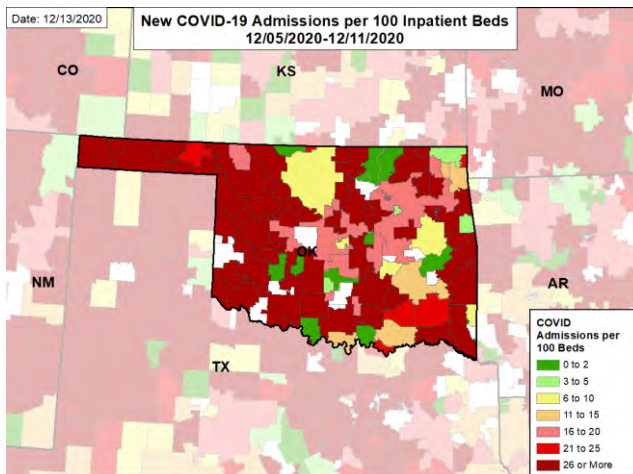 Date: 12/13/2020
New COVID-19 Admissions per 100 Inpatient Beds
12/05/2020-12/11/2020
CO
KS
MO
OK
NM
AR
TX
COVID
Admissions per
100 Beds
0 to 2
3 to 5
6 to 10
11 to 15
16 to 20
21 to 25
26 or More